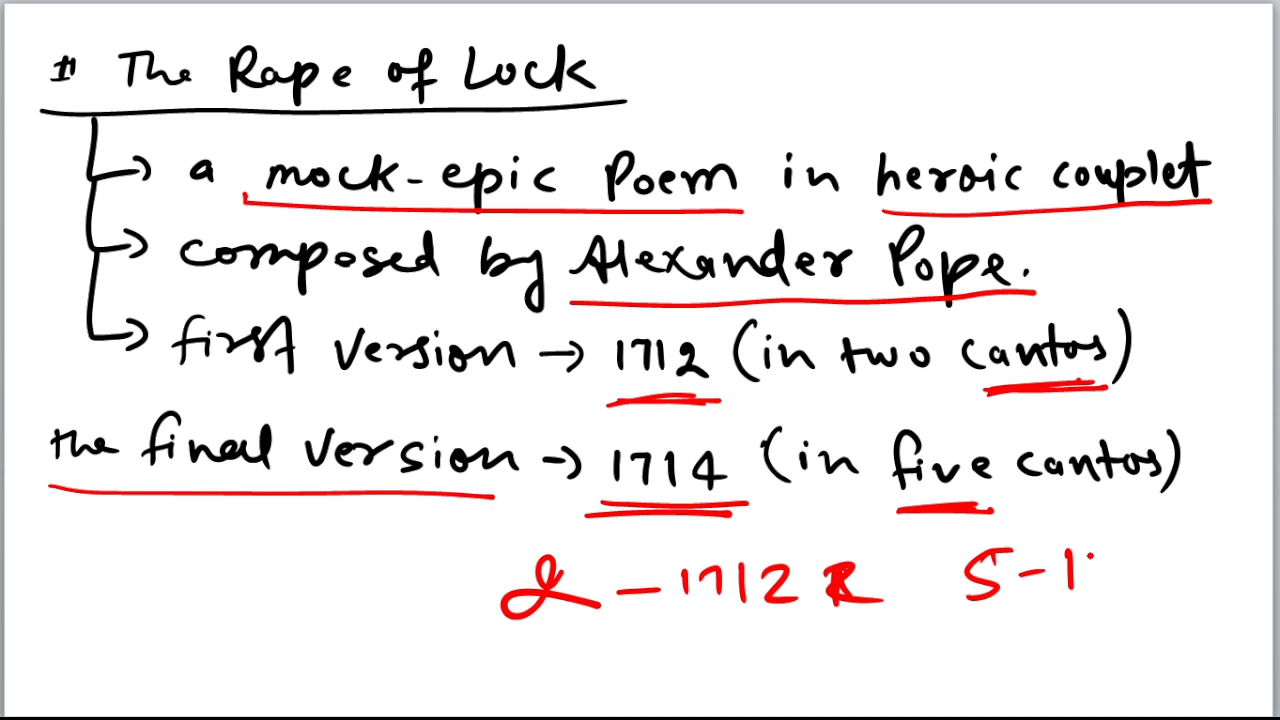 # The Rape of Lock
→ a mock-epic Poem in heroic couplet
→ composed by Alexander Pope.
→ first version → 1712 (in two cantos)
the final version → 1714 (in five cantos)
2 - 1712 5-1